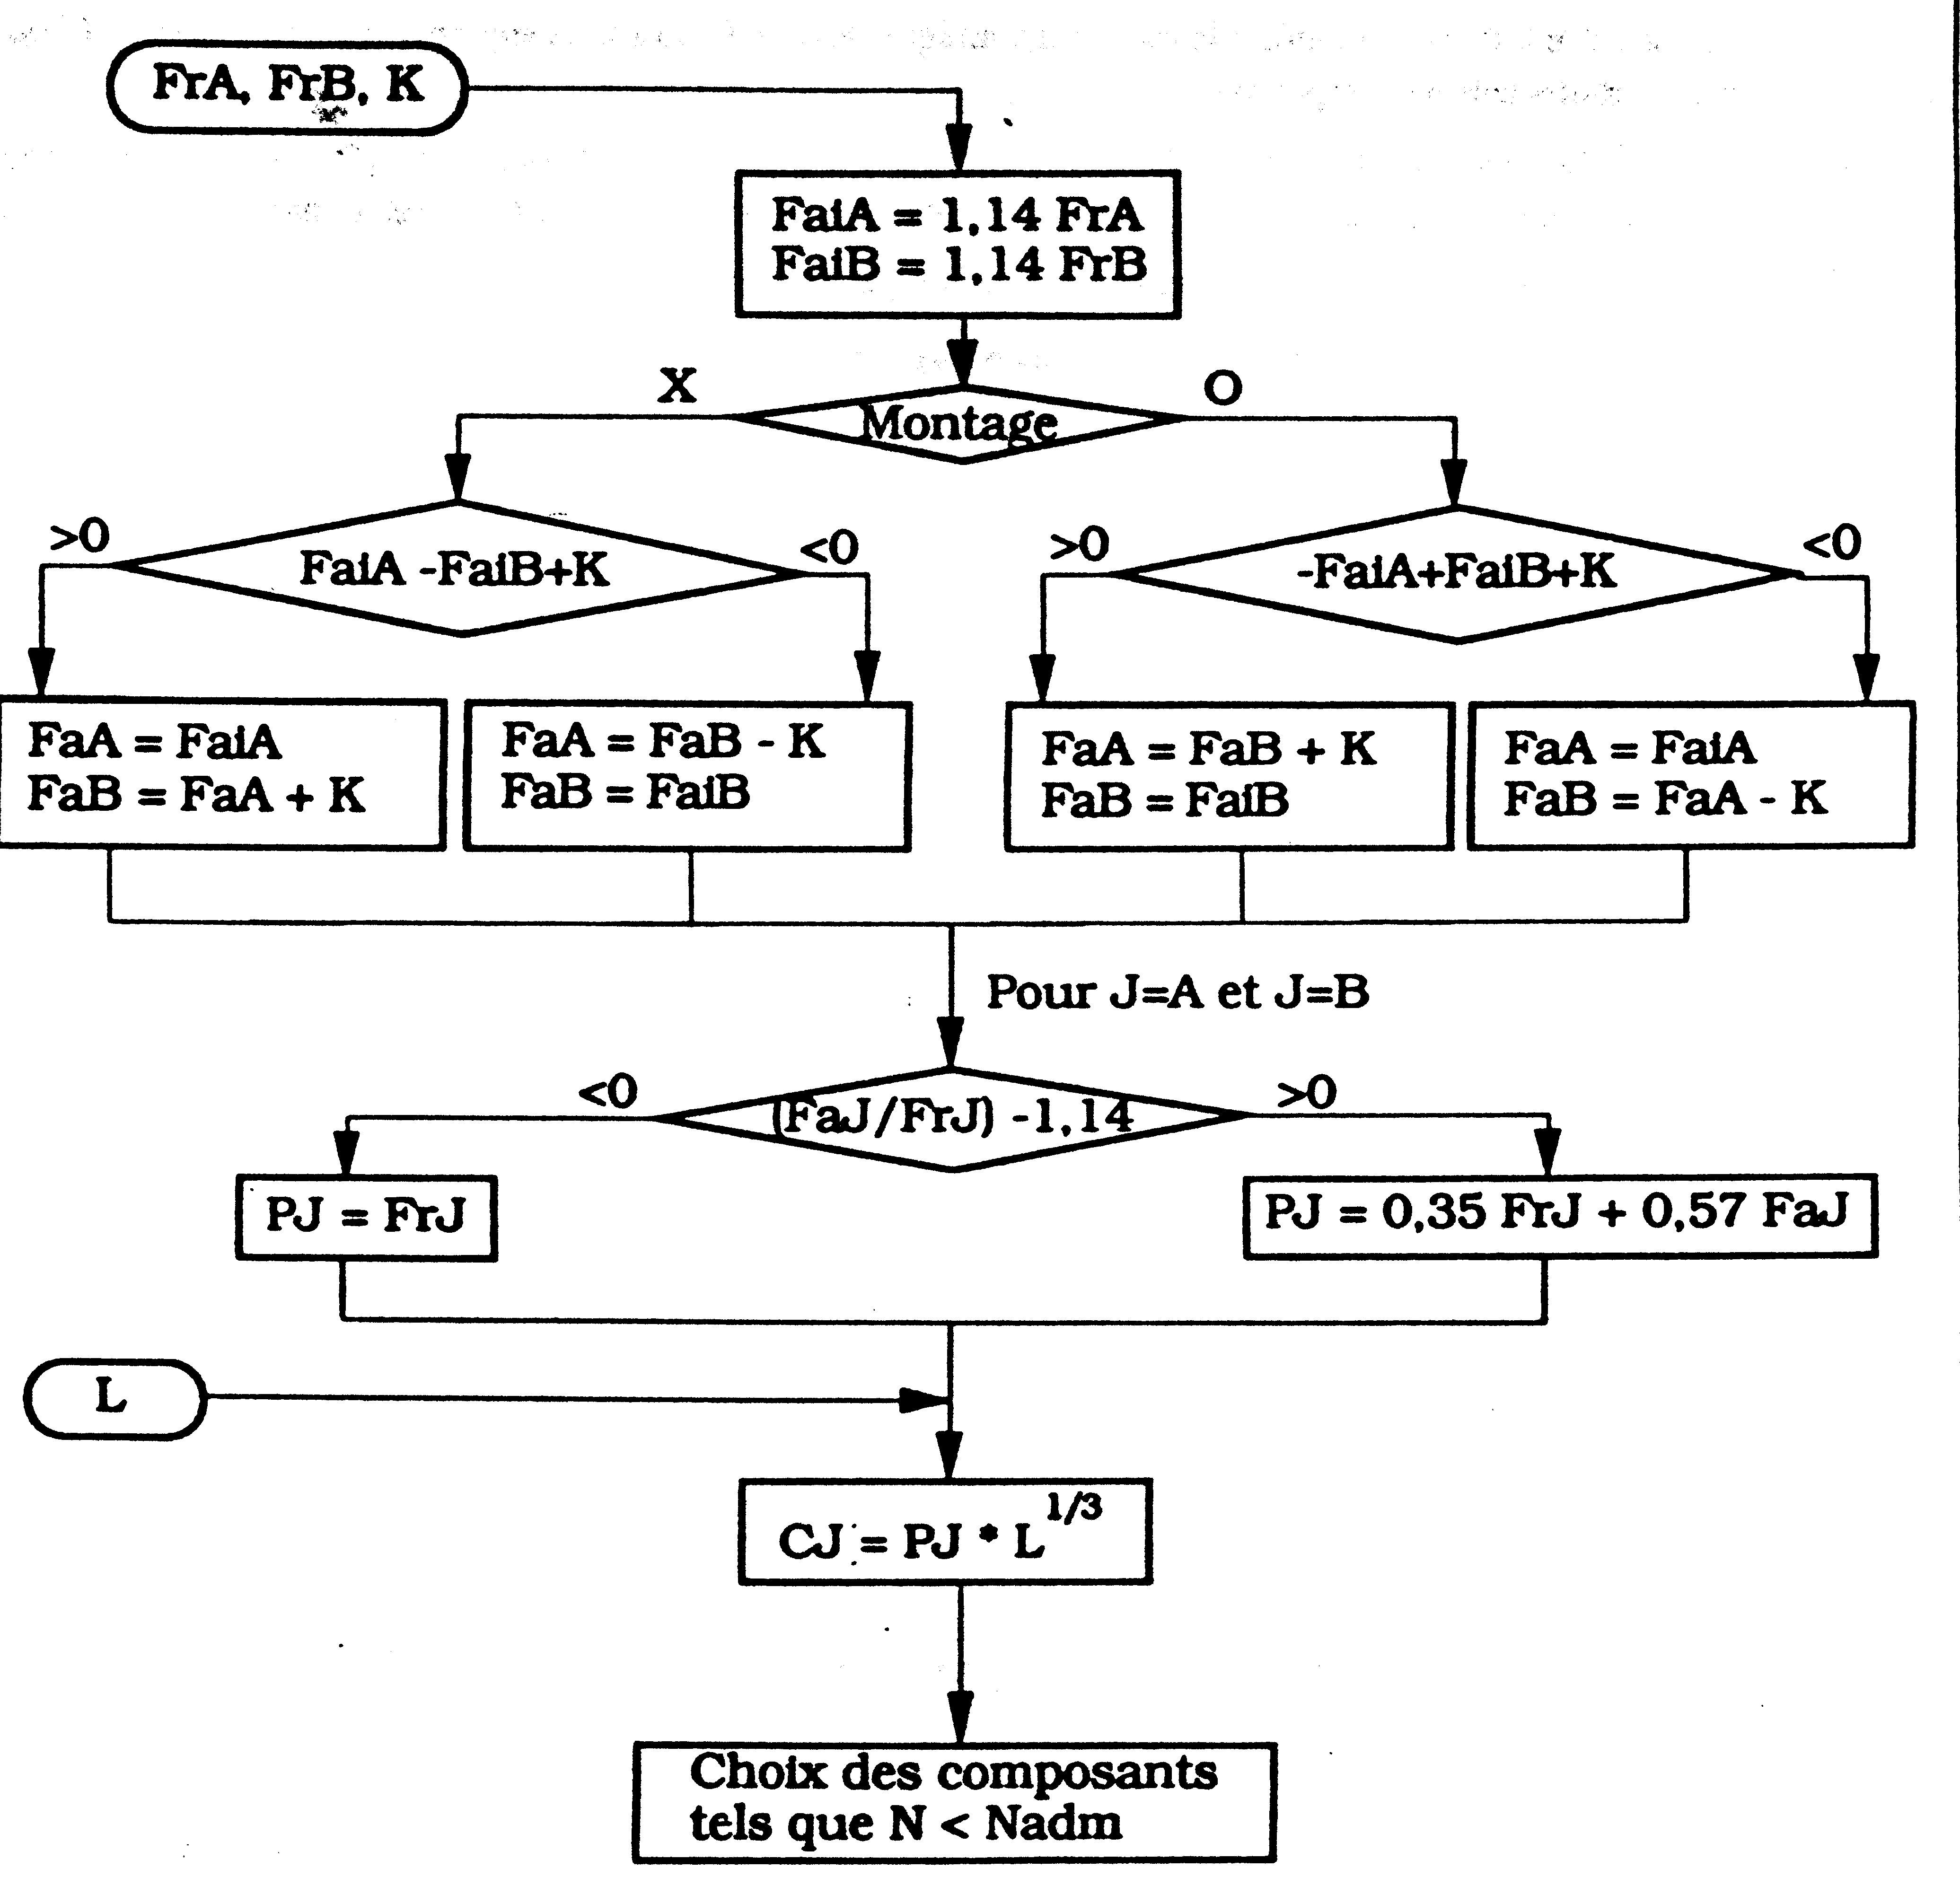 FrA, FrB, K
FaiA = 1,14 FrA
FaiB = 1,14 FrB
X
O
Montage
>0
<0
>0
<0
FaiA -FaiB+K
-FaiA+FaiB+K
FaA = FaiA
FaB = FaA + K
FaA = FaB - K
FaB = FaiB
FaA = FaB + K
FaB = FaiB
FaA = FaiA
FaB = FaA - K
Pour J=A et J=B
<0
>0
(FaJ/FrJ) -1,14
PJ = FrJ
PJ = 0,35 FrJ + 0,57 FaJ
L
CJ = PJ * L^1/3
Choix des composants
tels que N < Nadm